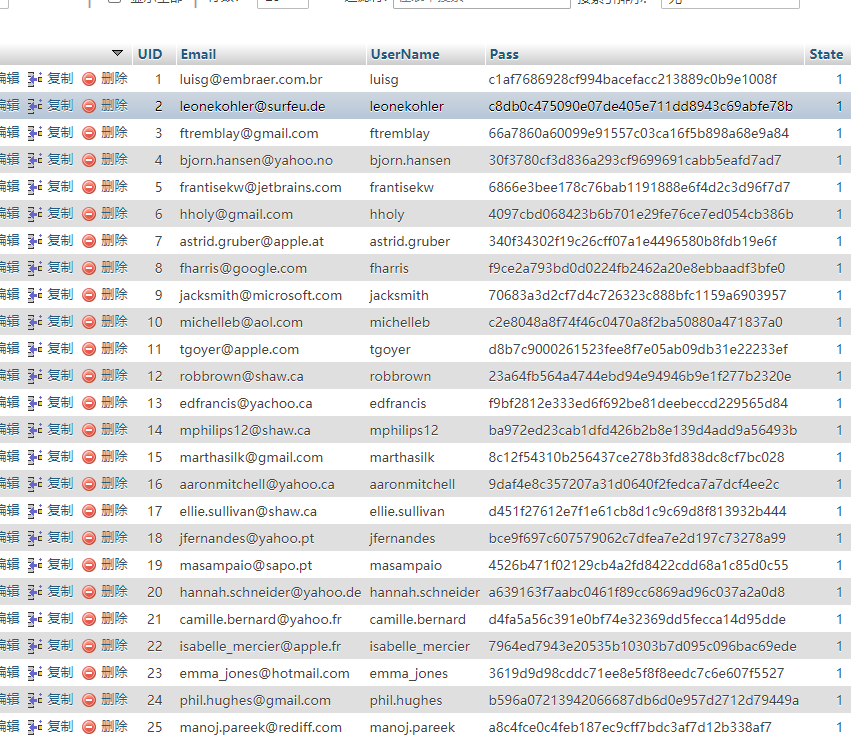 UID Email UserName Pass State
编辑 复制 删除 1 luisg@embraer.com.br luisg c1af7686928cf994bacefacc213889c0b9e1008f 1
编辑 复制 删除 2 leonekohler@surfeu.de leonekohler c8db0c475090e07de405e711dd8943c69abfe78b 1
编辑 复制 删除 3 ftremblay@gmail.com ftremblay 66a7860a60099e91557c03ca16f5b898a68e9a84 1
编辑 复制 删除 4 bjorn.hansen@yahoo.no bjorn.hansen 30f3780cf3d836a293cf9699691cabb5eafd7ad7 1
编辑 复制 删除 5 frantisekw@jetbrains.com frantisekw 6866e3bee178c76bab1191888e6f4d2c3d96f7d7 1
编辑 复制 删除 6 hholy@gmail.com hholy 4097cbd068423b6b701e29fe76ce7ed054cb386b 1
编辑 复制 删除 7 astrid.gruber@apple.at astrid.gruber 340f34302f19c26cff07a1e4496580b8fdb19e6f 1
编辑 复制 删除 8 fharris@google.com fharris f9ce2a793bd0d0224fb2462a20e8ebbaadf3bfe0 1
编辑 复制 删除 9 jacksmith@microsoft.com jacksmith 70683a3d2cf7d4c726323c888bfc1159a6903957 1
编辑 复制 删除 10 michelleb@aol.com michelleb c2e8048a8f74f46c0470a8f2ba50880a471837a0 1
编辑 复制 删除 11 tgoyer@apple.com tgoyer d8b7c9000261523fee8f7e05ab09db31e22233ef 1
编辑 复制 删除 12 robbrown@shaw.ca robbrown 23a64fb564a4744ebd94e94946b9e1f277b2320e 1
编辑 复制 删除 13 edfrancis@yachoo.ca edfrancis f9bf2812e333ed6f692be81deebeccd229565d84 1
编辑 复制 删除 14 mphilips12@shaw.ca mphilips12 ba972ed23cab1dfd426b2b8e139d4add9a56493b 1
编辑 复制 删除 15 marthasilk@gmail.com marthasilk 8c12f54310b256437ce278b3fd838dc8cf7bc028 1
编辑 复制 删除 16 aaronmitchell@yahoo.ca aaronmitchell 9daf4e8c357207a31d0640f2fedca7a7dcf4ee2c 1
编辑 复制 删除 17 ellie.sullivan@shaw.ca ellie.sullivan d451f27612e7f1e61cb8d1c9c69d8f813932b444 1
编辑 复制 删除 18 jfernandes@yahoo.pt jfernandes bce9f697c607579062c7dfea7e2d197c73278a99 1
编辑 复制 删除 19 masampaio@sapo.pt masampaio 4526b471f02129cb4a2fd8422cdd68a1c85d0c55 1
编辑 复制 删除 20 hannah.schneider@yahoo.de hannah.schneider a639163f7aabc0461f89cc6869ad96c037a2a0d8 1
编辑 复制 删除 21 camille.bernard@yahoo.fr camille.bernard d4fa5a56c391e0bf74e32369dd5fecca14d95dde 1
编辑 复制 删除 22 isabelle_mercier@apple.fr isabelle_mercier 7964ed7943e20535b10303b7d095c096bac69ede 1
编辑 复制 删除 23 emma_jones@hotmail.com emma_jones 3619d9d98cddc71ee8e5f8f8eedc7c6e607f5527 1
编辑 复制 删除 24 phil.hughes@gmail.com phil.hughes b596a07213942066687db6d0e957d2712d79449a 1
编辑 复制 删除 25 manoj.pareek@rediff.com manoj.pareek a8c4fce0c4feb187ec9cff7bdc3af7d12b338af7 1